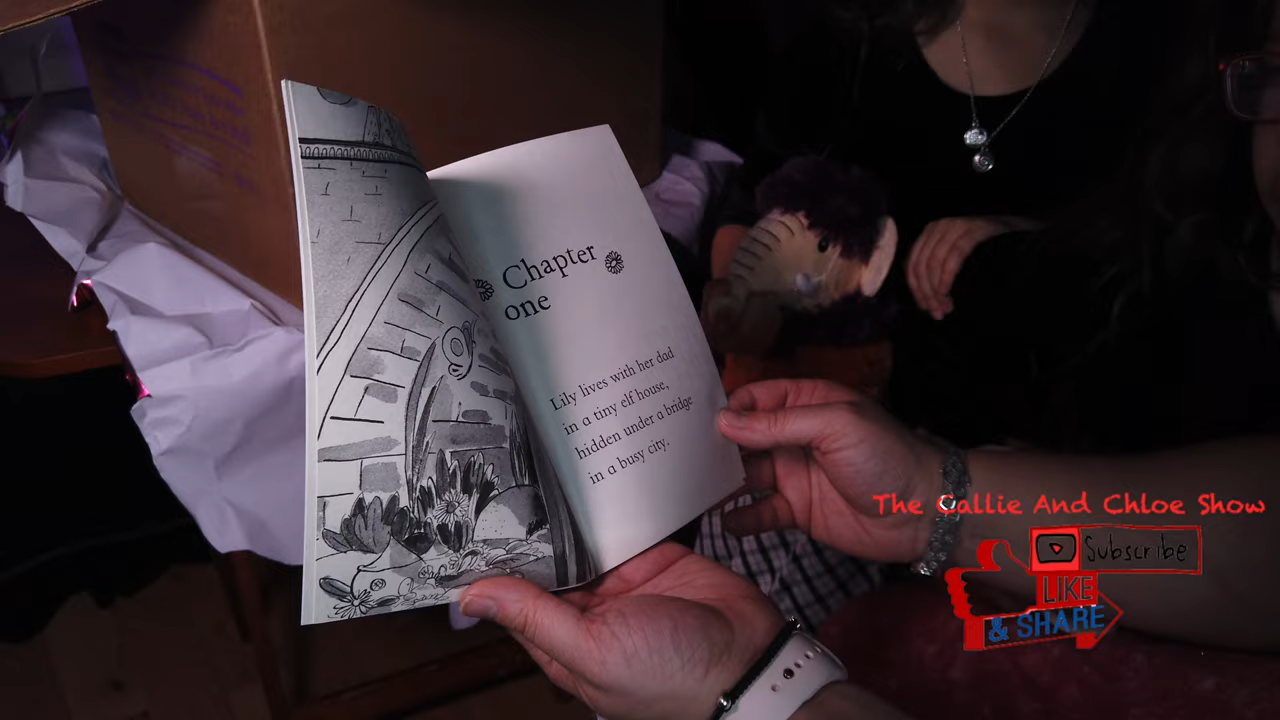 Chapter
one
Lily lives with her dad
in a tiny elf house,
hidden under a bridge
in a busy city.
The Callie And Chloe Show
Subscribe
LIKE
& SHARE